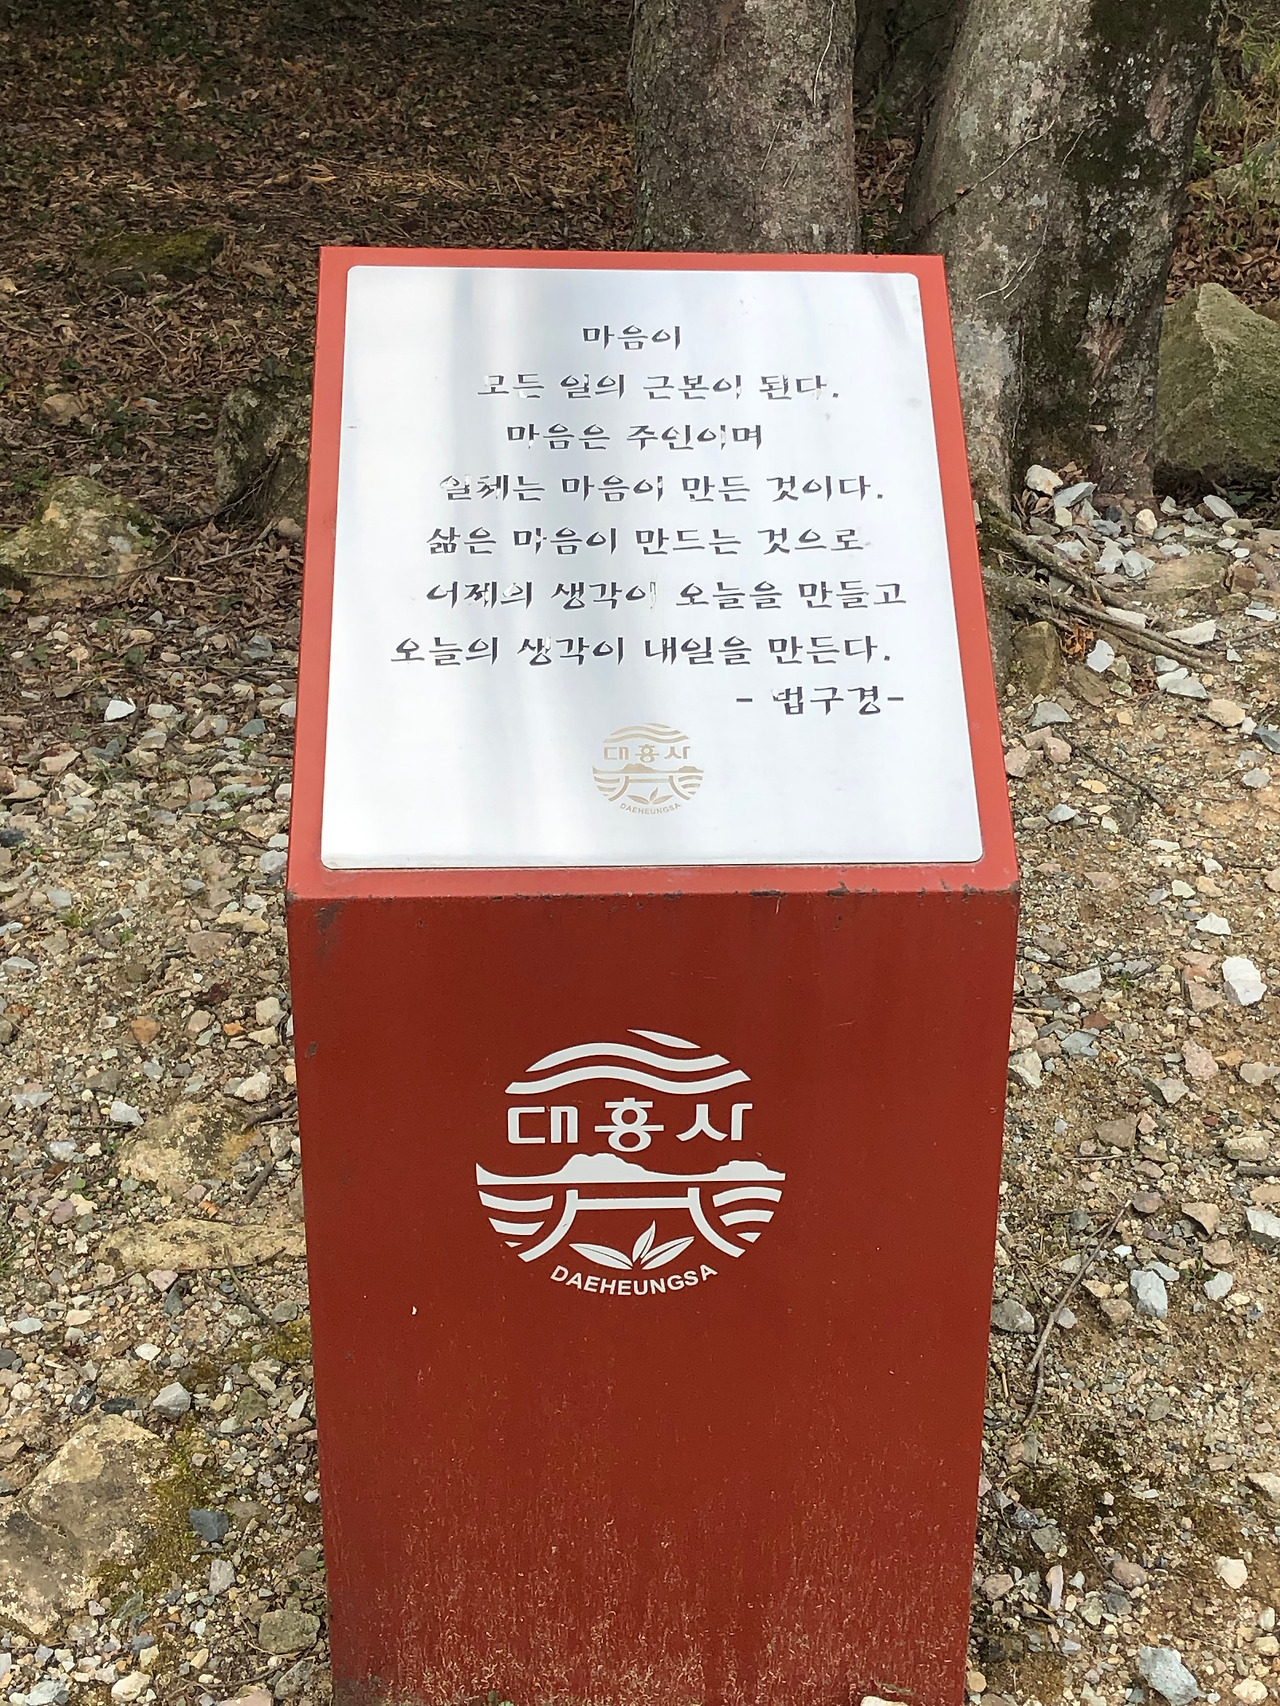 마음이
모든 일의 근본이 된다.
마음은 주인이며
일체는 마음이 만든 것이다.
삶은 마음이 만드는 것으로
어제의 생각이 오늘을 만들고
오늘의 생각이 내일을 만든다.
- 법구경-
대흥사
DAEHEUNGSA
대흥사
DAEHEUNGSA